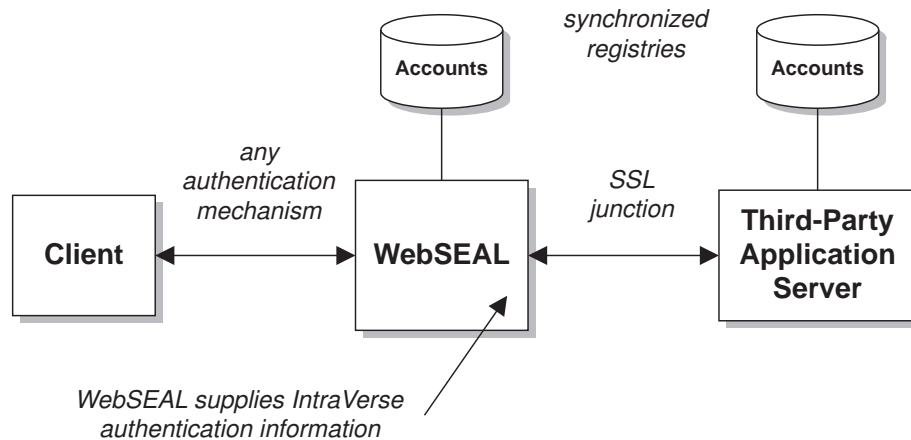 synchronized
registries
Accounts
Accounts
any
authentication
mechanism
SSL
junction
Client
WebSEAL
Third-Party
Application
Server
WebSEAL supplies IntraVerse
authentication information